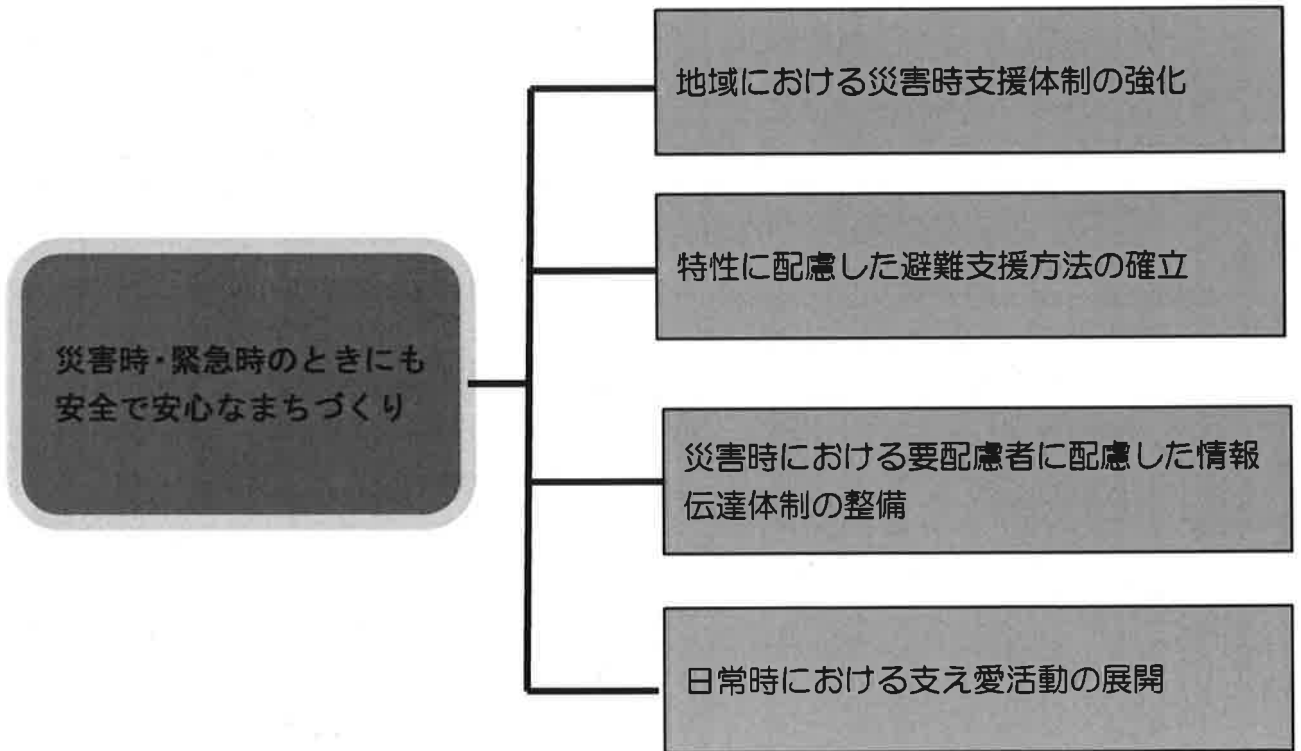 災害時・緊急時のときにも
安全で安心なまちづくり
地域における災害時支援体制の強化
特性に配慮した避難支援方法の確立
災害時における要配慮者に配慮した情報
伝達体制の整備
日常時における支え愛活動の展開